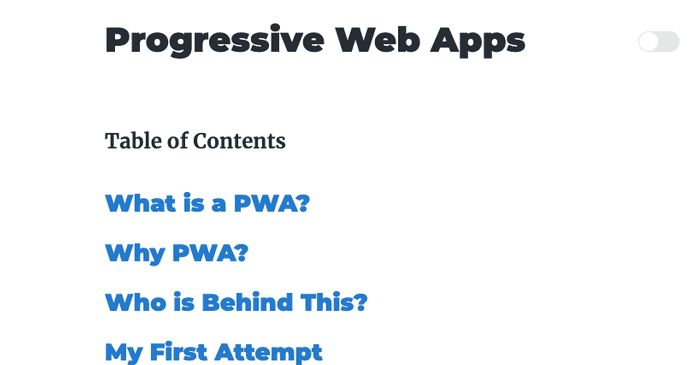 Progressive Web Apps
Table of Contents
What is a PWA?
Why PWA?
Who is Behind This?
My First Attempt